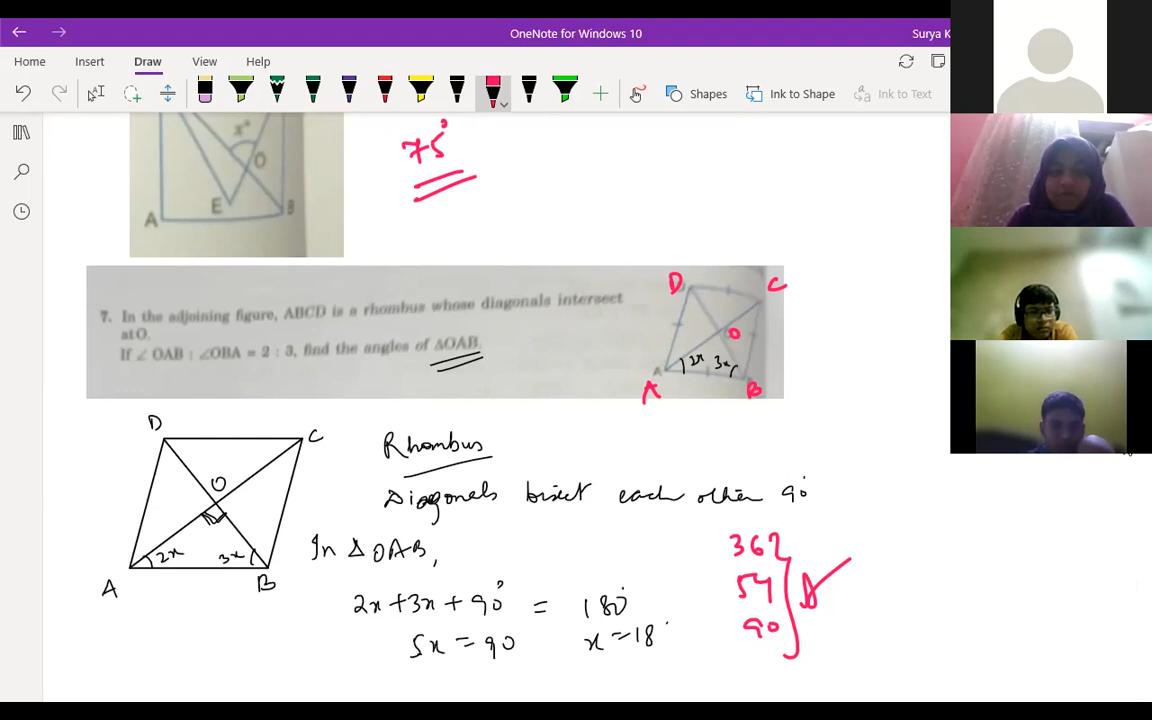 OneNote for Windows 10
Surya K
Home Insert Draw View Help
Shapes Ink to Shape Ink to Text
x°
O
E
A
B
75°
7. In the adjoining figure, ABCD is a rhombus whose diagonals intersect
at O.
If ∠ OAB : ∠OBA = 2 : 3, find the angles of ΔOAB.
D
C
O
2x 3x
A
A
B
D
C
O
2x
3x
A
B
Rhombus
Diagonals bisect each other 90°
In ΔOAB,
2x + 3x + 90° = 180°
5x = 90 x = 18
36
54
90